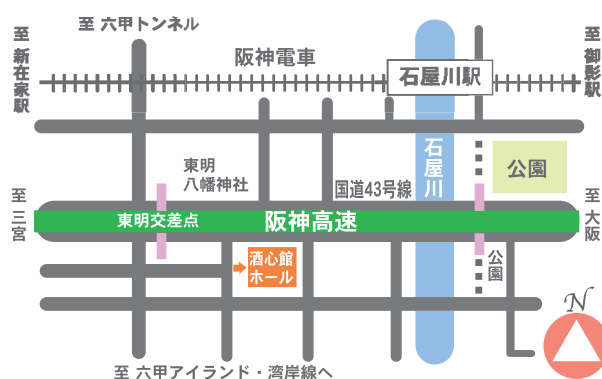 至 六甲トンネル
至 新在家駅
阪神電車
石屋川駅
至 御影駅
石屋川
公園
東明
八幡神社
国道43号線
至 三宮
東明交差点
阪神高速
至 大阪
酒心館
ホール
公園
N
至 六甲アイランド・湾岸線へ